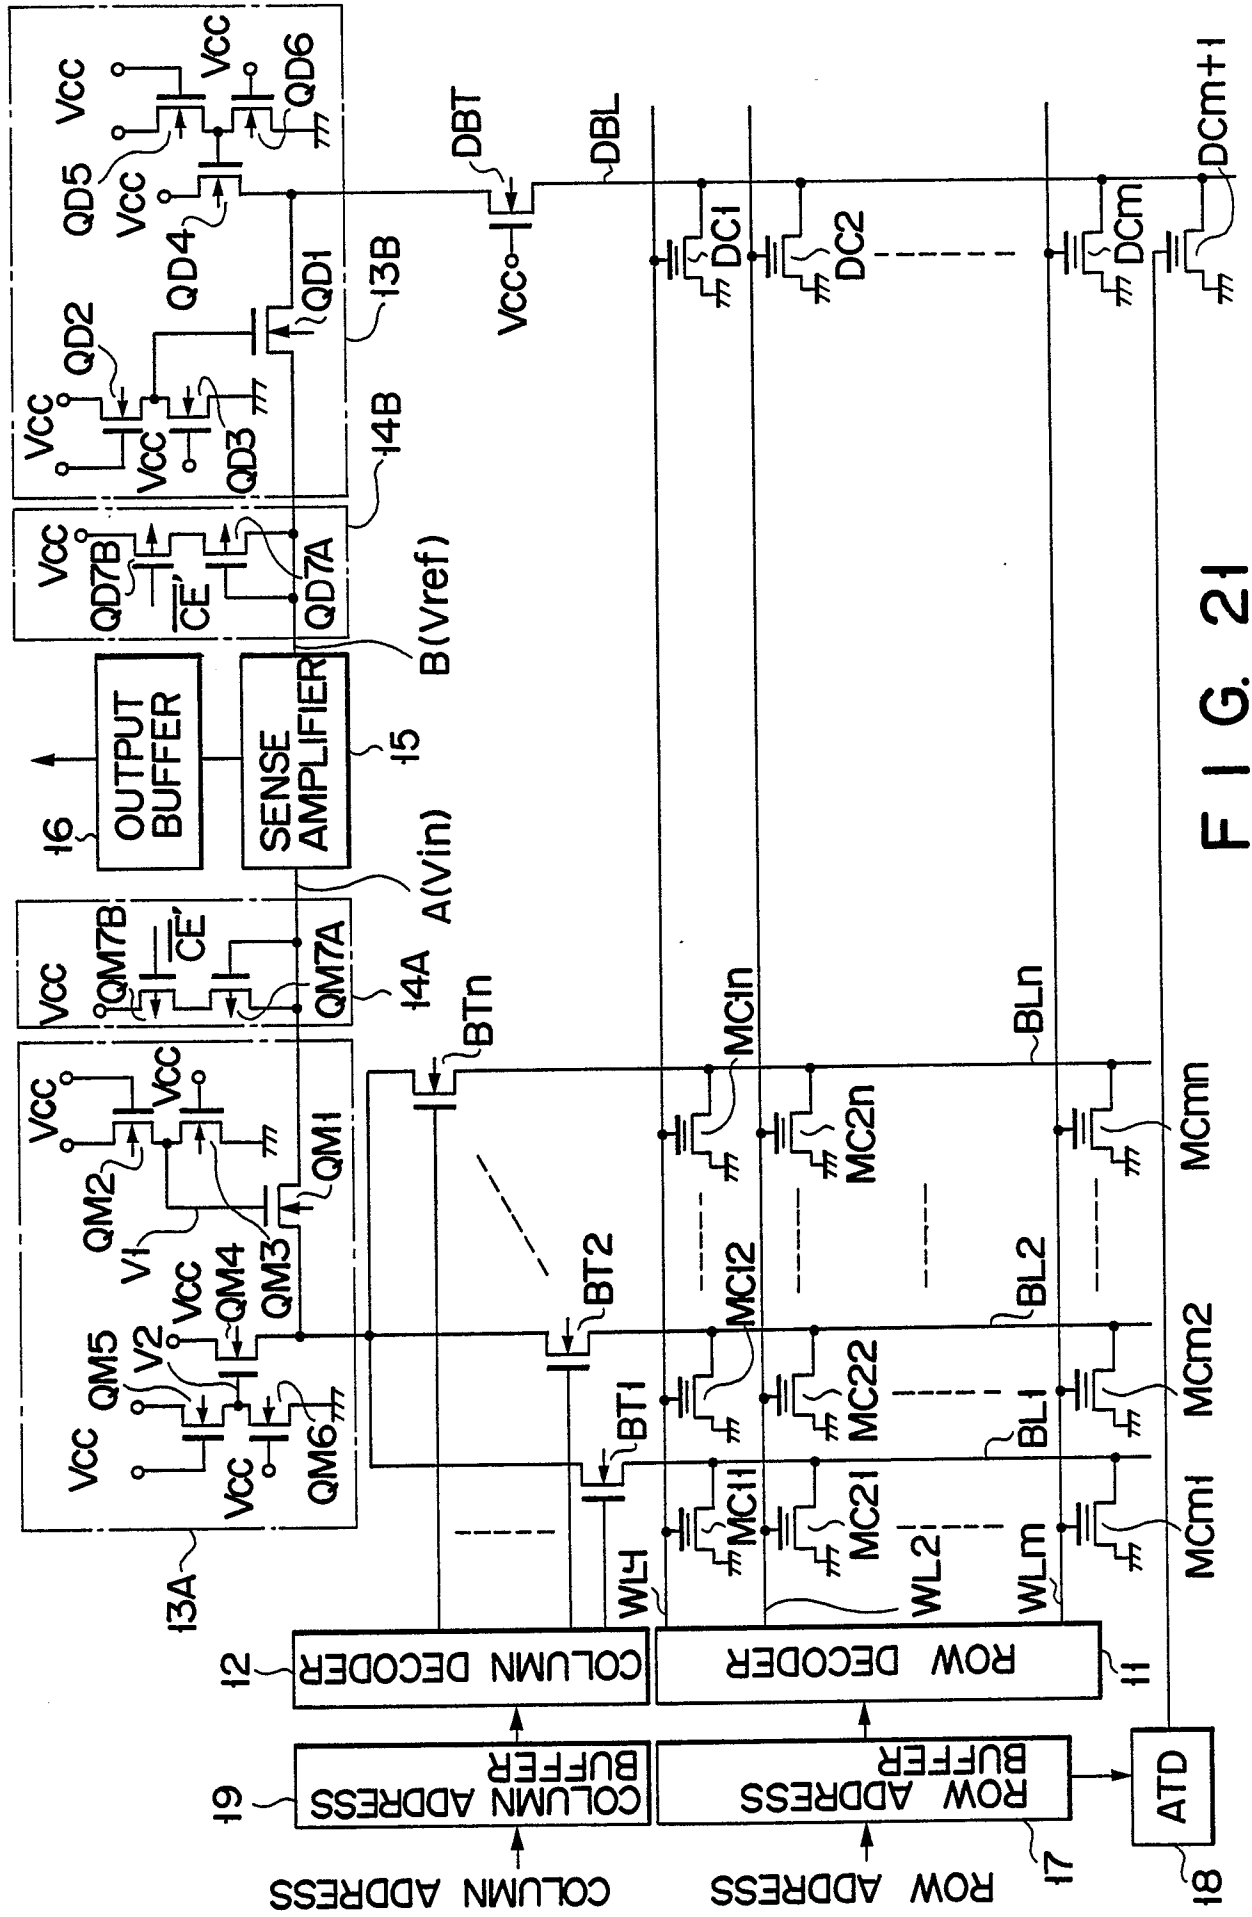 13A
VCC
QM5
V2
VCC
QM4
VCC
QM6
V1
QM2
VCC
VCC
QM3
QM1
VCC
QM7B
CE'
QM7A
14A
16
OUTPUT
BUFFER
SENSE
AMPLIFIER
15
A(Vin)
B(Vref)
VCC
QD7B
CE'
QD7A
14B
VCC
QD2
VCC
QD3
QD1
13B
VCC
QD5
VCC
QD4
VCC
QD6
DBT
VCC
DBL
COLUMN ADDRESS
19
COLUMN ADDRESS
BUFFER
12
COLUMN DECODER
BT1
BT2
BTn
ROW ADDRESS
17
ROW ADDRESS
BUFFER
11
ROW DECODER
WL1
WL2
WLm
MC11
MC12
MC1n
DC1
MC21
MC22
MC2n
DC2
BL1
BL2
BLn
MCm1
MCm2
MCmn
DCm
DCm+1
18
ATD
FIG. 21